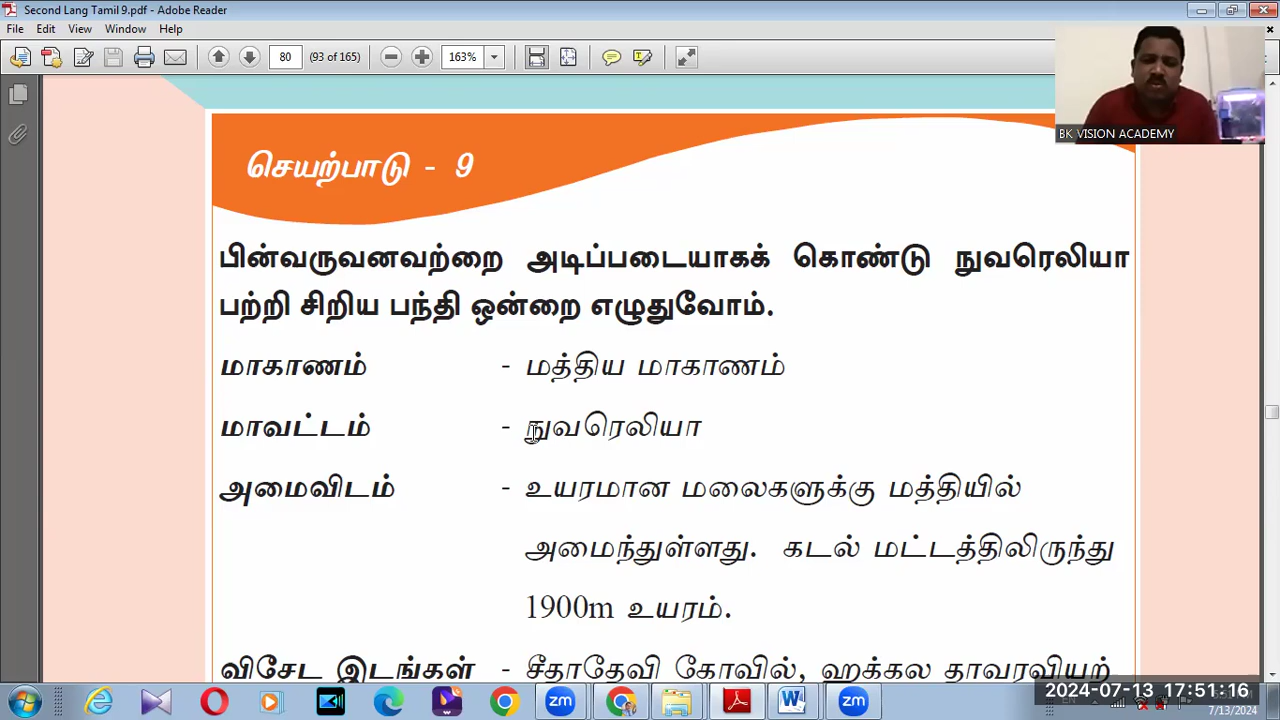 Second Lang Tamil 9.pdf - Adobe Reader
File Edit View Window Help
80 (93 of 165) 163%
BK VISION ACADEMY
செயற்பாடு - 9
பின்வருவனவற்றை அடிப்படையாகக் கொண்டு நுவரெலியா
பற்றி சிறிய பந்தி ஒன்றை எழுதுவோம்.
மாகாணம் - மத்திய மாகாணம்
மாவட்டம் - நுவரெலியா
அமைவிடம் - உயரமான மலைகளுக்கு மத்தியில்
அமைந்துள்ளது. கடல் மட்டத்திலிருந்து
1900m உயரம்.
விசேட இடங்கள் - சீதாதேவி கோவில், ஹக்கல தாவரவியற்
2024-07-13 17:51:16
7/13/2024